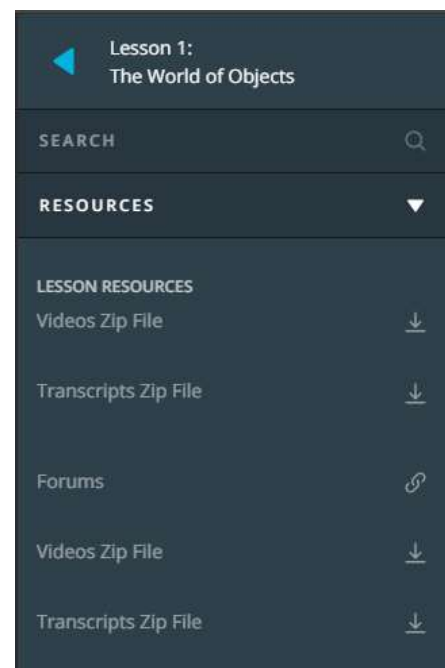 Lesson 1:
The World of Objects
SEARCH
RESOURCES
LESSON RESOURCES
Videos Zip File
Transcripts Zip File
Forums
Videos Zip File
Transcripts Zip File